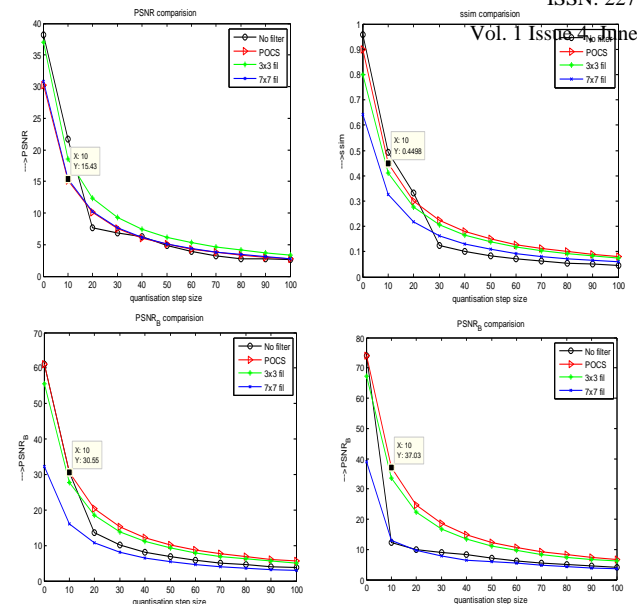 ISSN: 227
Vol. 1 Issue 4, June
PSNR comparision
--->PSNR
40
35
30
25
20
15
10
5
0
No filter
POCS
3x3 fil
7x7 fil
X: 10
Y: 15.43
0 10 20 30 40 50 60 70 80 90 100
quantisation step size
ssim comparision
--->ssim
1
0.9
0.8
0.7
0.6
0.5
0.4
0.3
0.2
0.1
0
No filter
POCS
3x3 fil
7x7 fil
X: 10
Y: 0.4498
0 10 20 30 40 50 60 70 80 90 100
quantisation step size
PSNR_B comparision
--->PSNR_B
70
60
50
40
30
20
10
0
No filter
POCS
3x3 fil
7x7 fil
X: 10
Y: 30.55
0 10 20 30 40 50 60 70 80 90 100
quantisation step size
PSNR_B comparision
--->PSNR_B
80
70
60
50
40
30
20
10
0
No filter
POCS
3x3 fil
7x7 fil
X: 10
Y: 37.03
0 10 20 30 40 50 60 70 80 90 100
quantisation step size